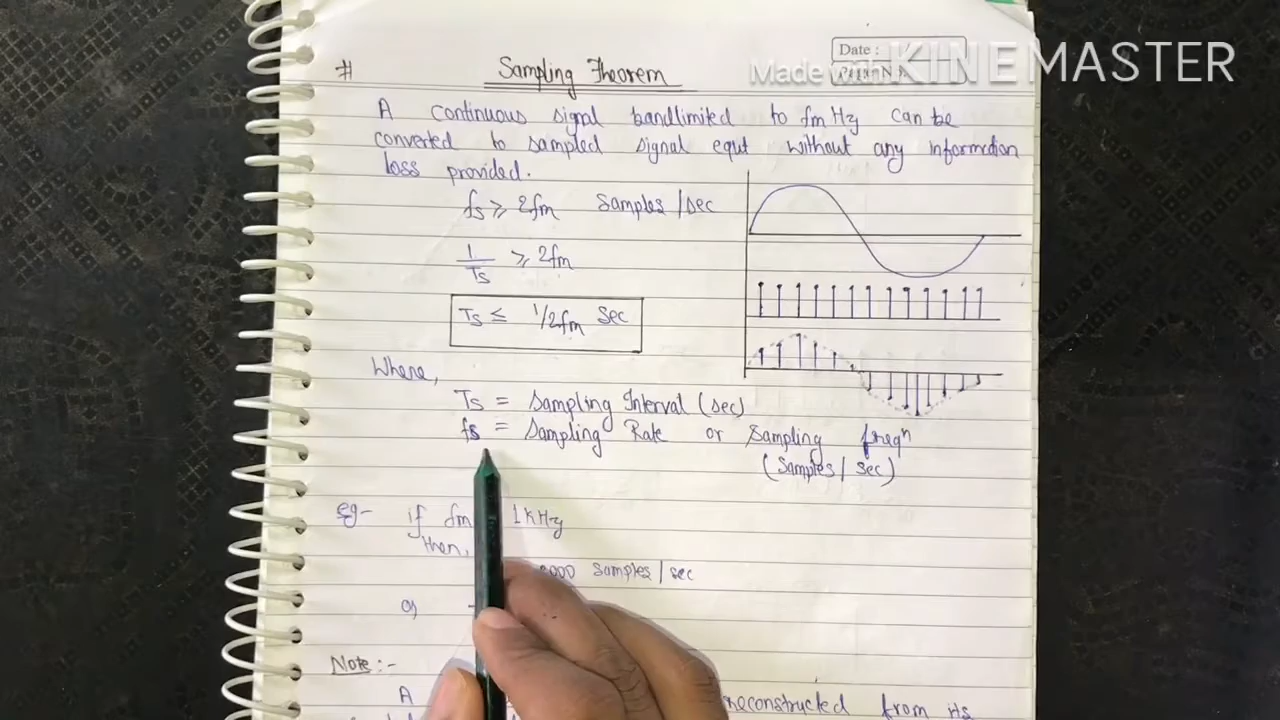 Date :
Made with KINEMASTER
# Sampling Theorem
A continuous signal bandlimited to fm Hz can be
converted to sampled signal equt without any information
loss provided.
fs ≥ 2fm Samples / sec
1/Ts ≥ 2fm
Ts ≤ 1/2fm Sec
Where,
Ts = Sampling Interval (sec)
fs = Sampling Rate or Sampling freqn
(Samples / Sec)
eg- if fm 1 kHz
then,
000 Samples / sec
Note :-
A reconstructed from its